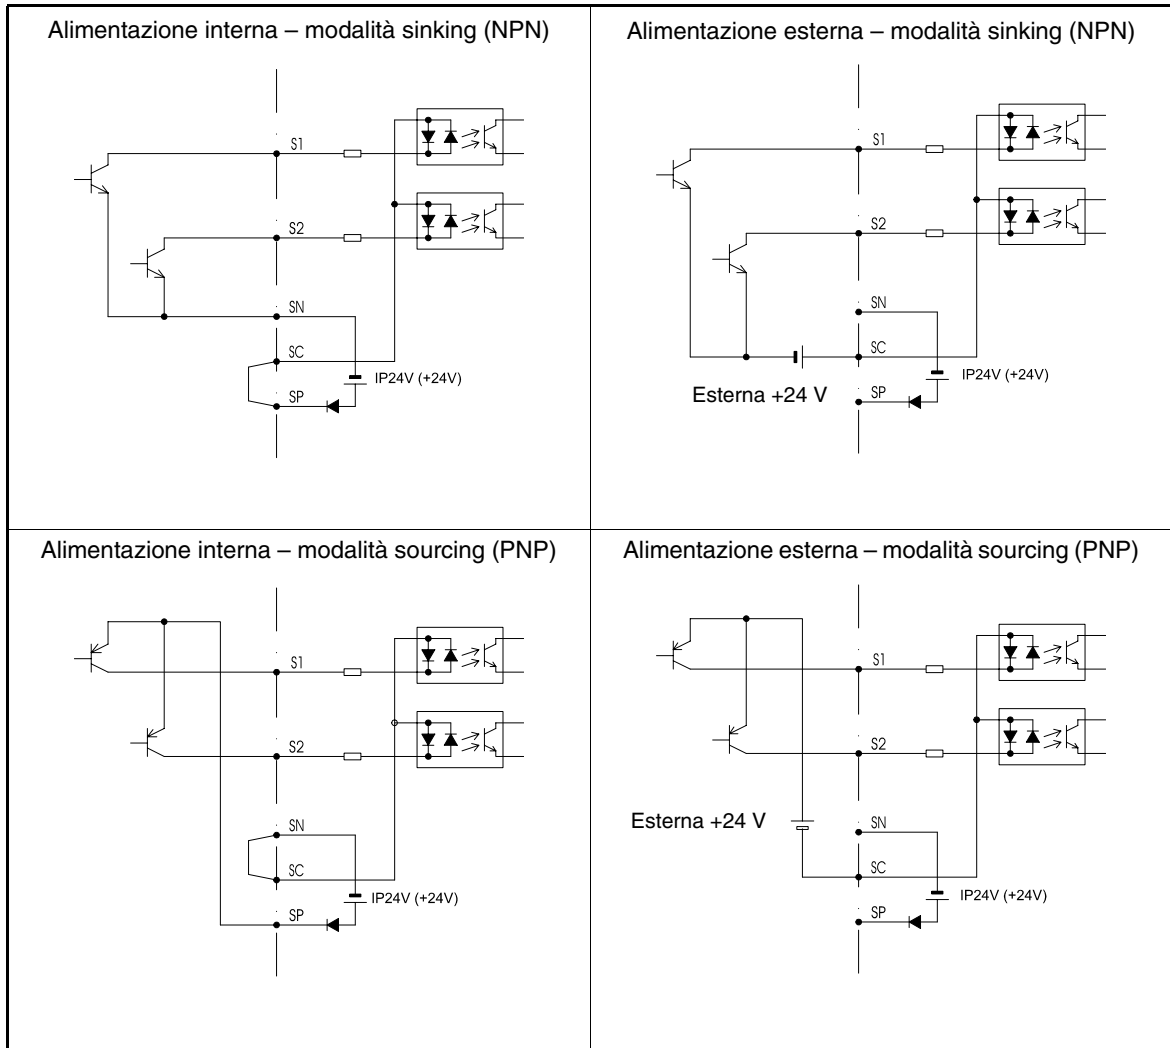 Alimentazione interna – modalità sinking (NPN)
S1
S2
SN
SC
IP24V (+24V)
SP
Alimentazione esterna – modalità sinking (NPN)
S1
S2
SN
SC
IP24V (+24V)
Esterna +24 V
SP
Alimentazione interna – modalità sourcing (PNP)
S1
S2
SN
SC
IP24V (+24V)
SP
Alimentazione esterna – modalità sourcing (PNP)
S1
S2
Esterna +24 V
SN
SC
IP24V (+24V)
SP